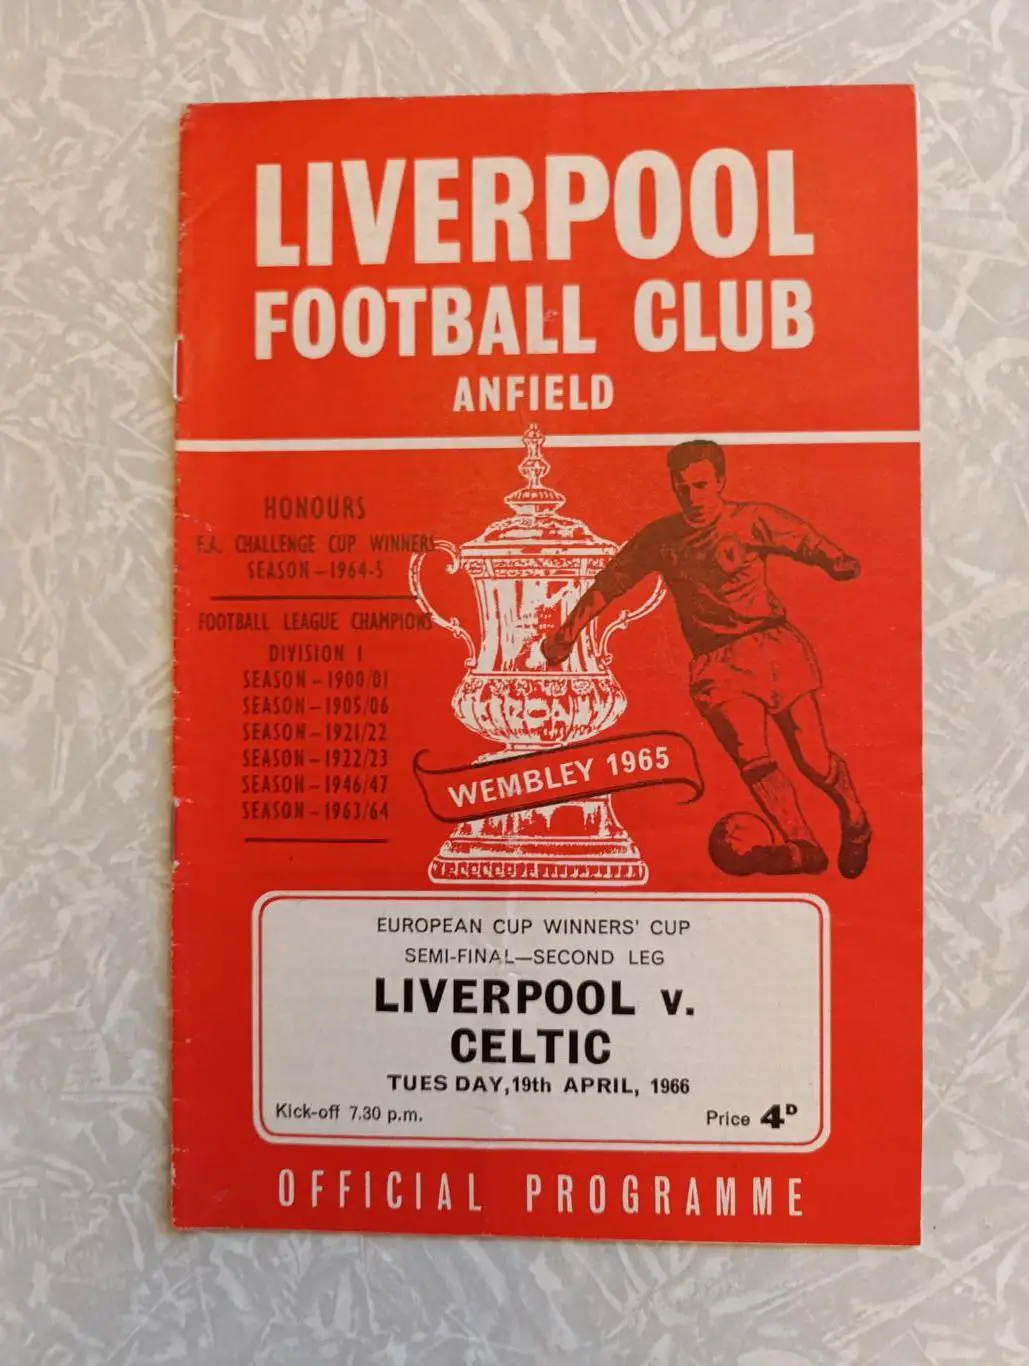 LIVERPOOL
FOOTBALL CLUB
ANFIELD
HONOURS
F.A. CHALLENGE CUP WINNERS
SEASON - 1964-5
FOOTBALL LEAGUE CHAMPIONS
DIVISION I
SEASON - 1900/01
SEASON - 1905/06
SEASON - 1921/22
SEASON - 1922/23
SEASON - 1946/47
SEASON - 1963/64
WEMBLEY 1965
EUROPEAN CUP WINNERS' CUP
SEMI-FINAL—SECOND LEG
LIVERPOOL v.
CELTIC
TUES DAY, 19th APRIL, 1966
Kick-off 7.30 p.m. Price 4D
OFFICIAL PROGRAMME